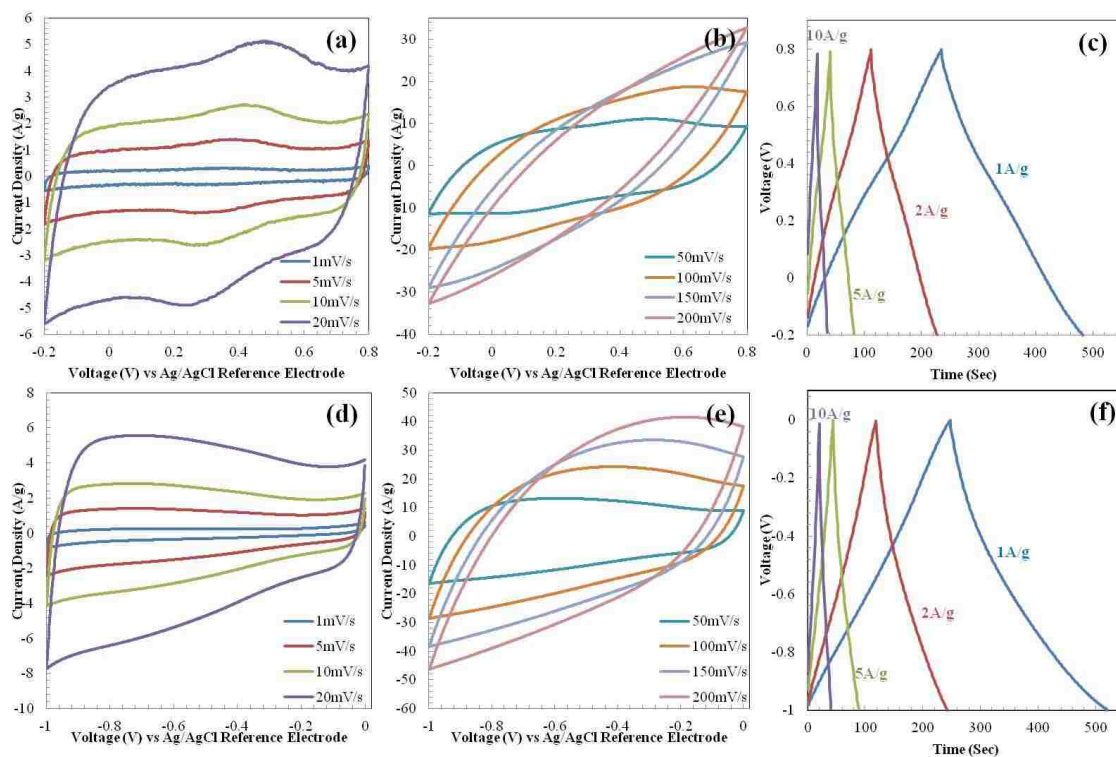 (a)
Current Density (A/g)
6
5
4
3
2
1
0
-1
-2
-3
-4
-5
-6
1mV/s
5mV/s
10mV/s
20mV/s
-0.2 0 0.2 0.4 0.6 0.8
Voltage (V) vs Ag/AgCl Reference Electrode
(b)
Current Density (A/g)
30
20
10
0
-10
-20
-30
-40
50mV/s
100mV/s
150mV/s
200mV/s
-0.2 0 0.2 0.4 0.6 0.8
Voltage (V) vs Ag/AgCl Reference Electrode
(c)
10A/g
Voltage (V)
0.8
0.6
0.4
0.2
0
-0.2
1A/g
2A/g
5A/g
0 100 200 300 400 500
Time (Sec)
(d)
Current Density (A/g)
8
6
4
2
0
-2
-4
-6
-8
-10
1mV/s
5mV/s
10mV/s
20mV/s
-1 -0.8 -0.6 -0.4 -0.2 0
Voltage (V) vs Ag/AgCl Reference Electrode
(e)
Current Density (A/g)
50
40
30
20
10
0
-10
-20
-30
-40
-50
-60
50mV/s
100mV/s
150mV/s
200mV/s
-1 -0.8 -0.6 -0.4 -0.2 0
Voltage (V) vs Ag/AgCl Reference Electrode
(f)
10A/g
Voltage (V)
0
-0.2
-0.4
-0.6
-0.8
-1
1A/g
2A/g
5A/g
0 100 200 300 400 500
Time (Sec)